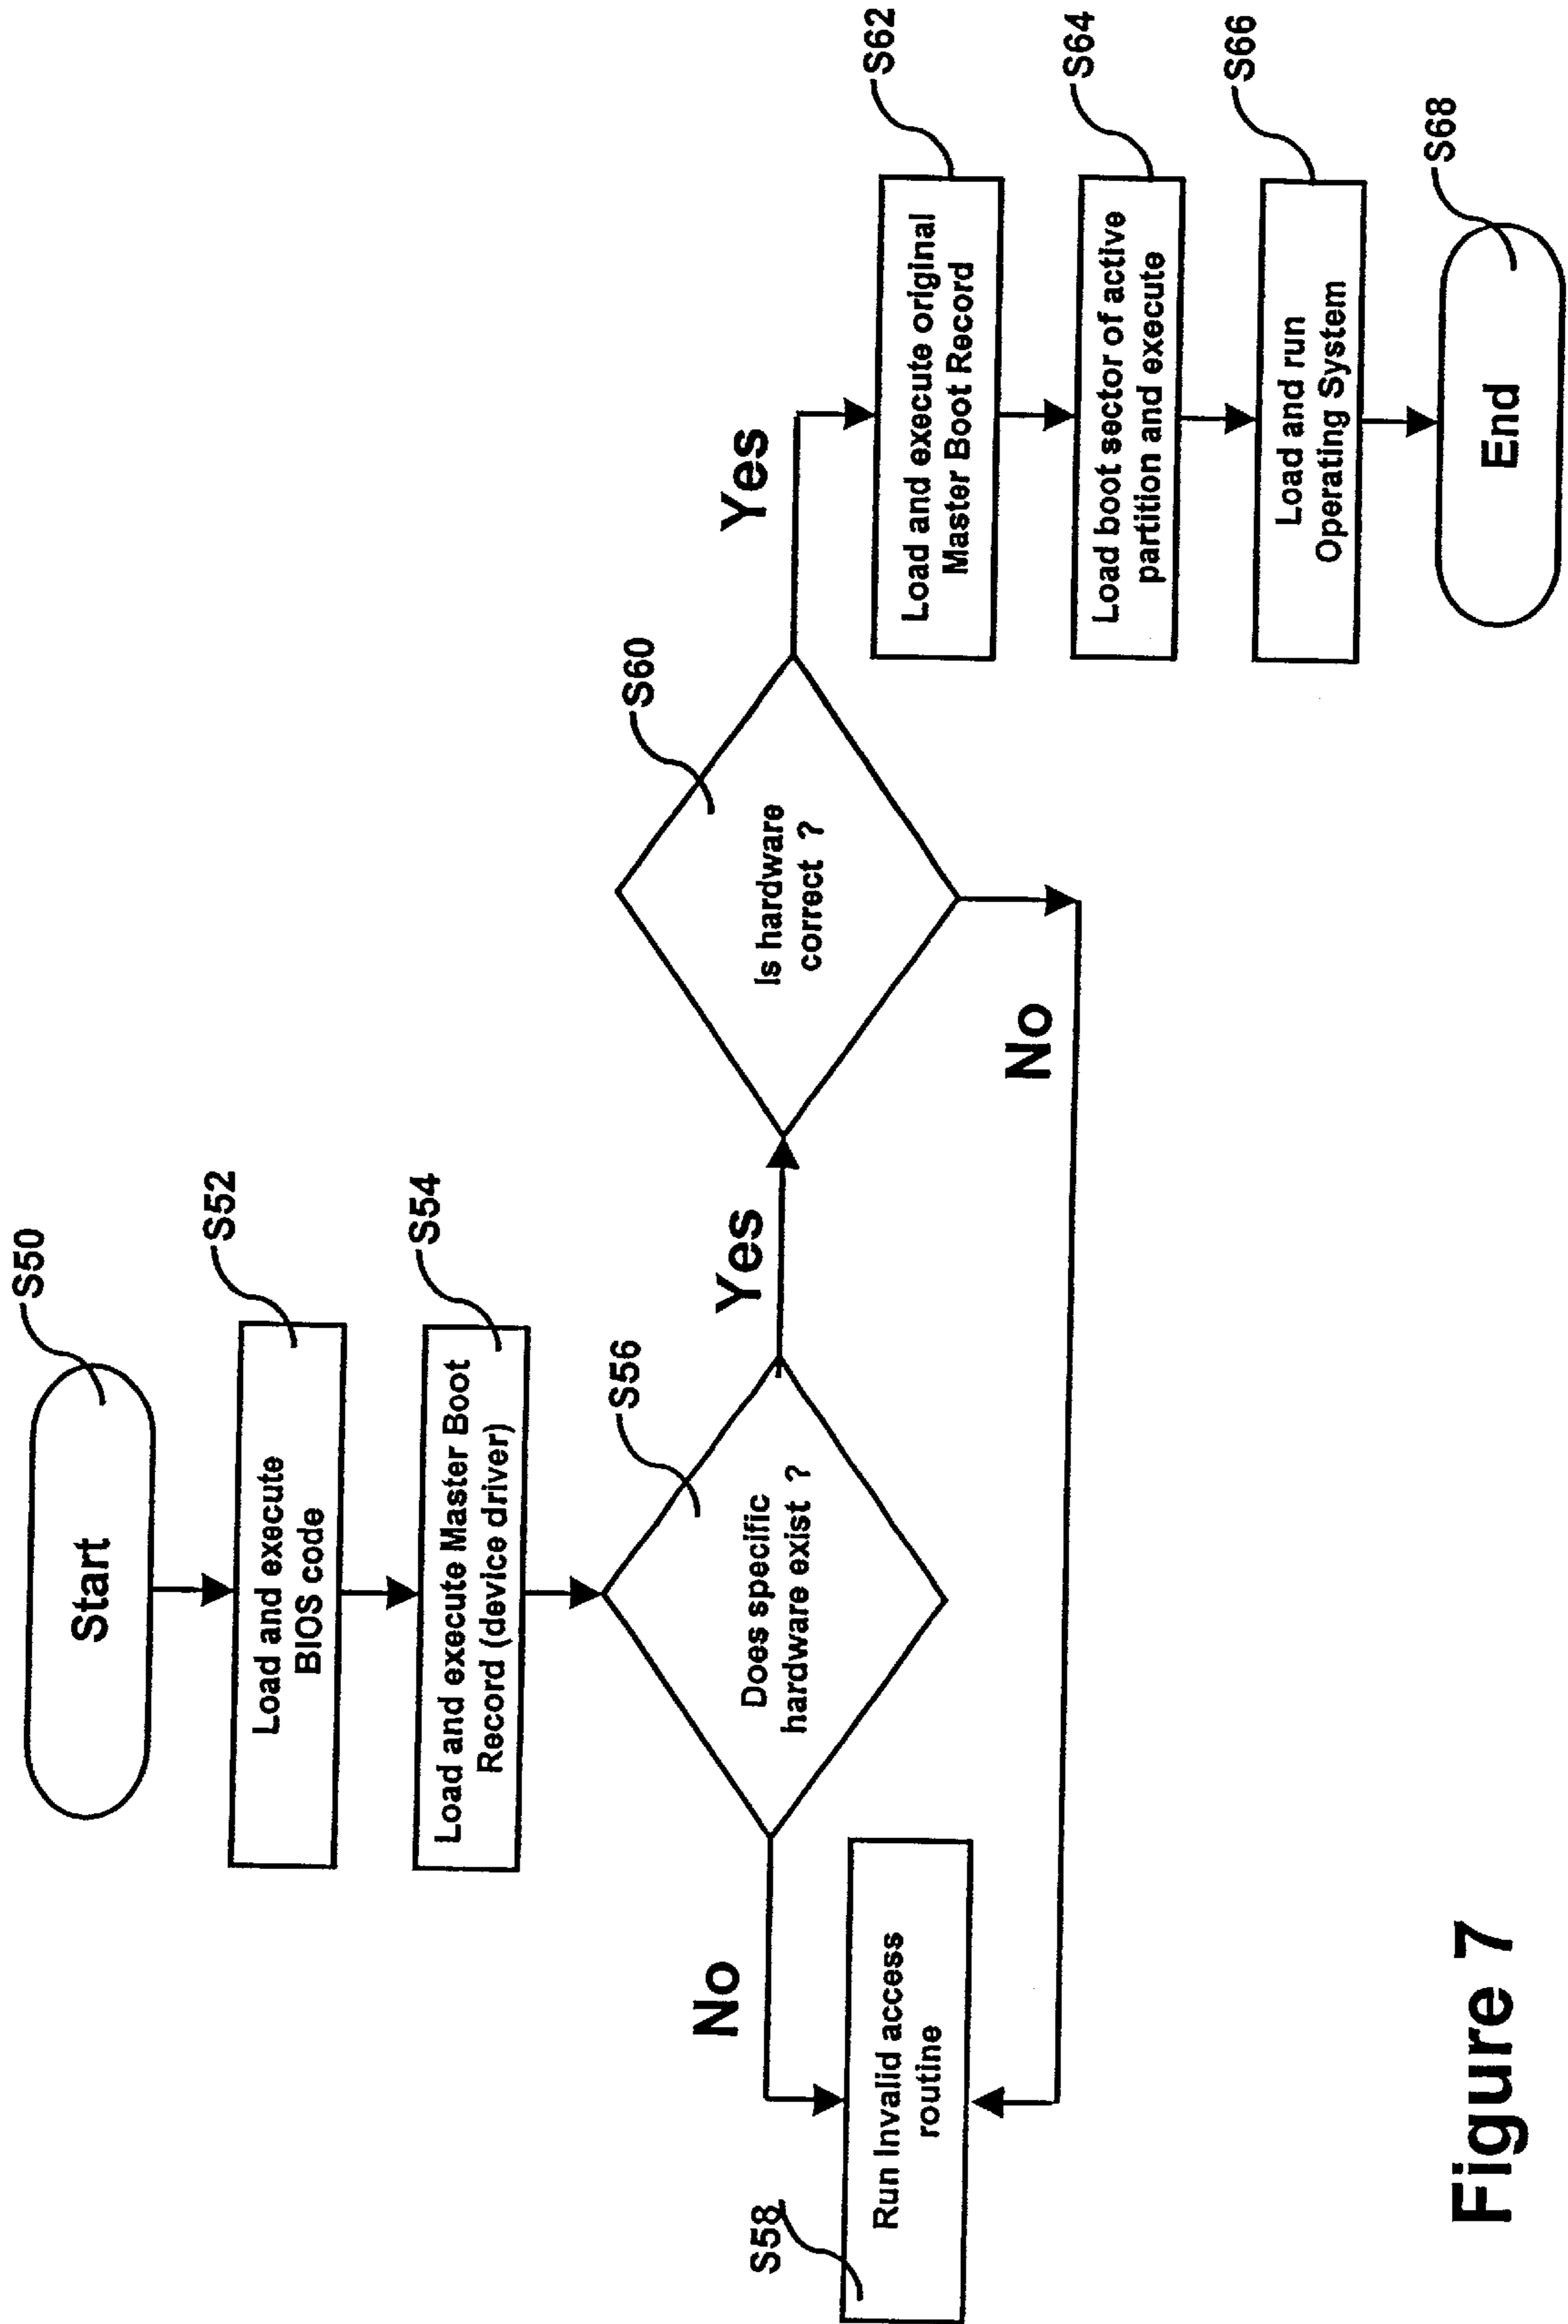 Start
S50
Load and execute
BIOS code
S52
Load and execute Master Boot
Record (device driver)
S54
Does specific
hardware exist ?
S56
No
Yes
Run Invalid access
routine
S58
Is hardware
correct ?
S60
No
Yes
Load and execute original
Master Boot Record
S62
Load boot sector of active
partition and execute
S64
Load and run
Operating System
S66
End
S68
Figure 7